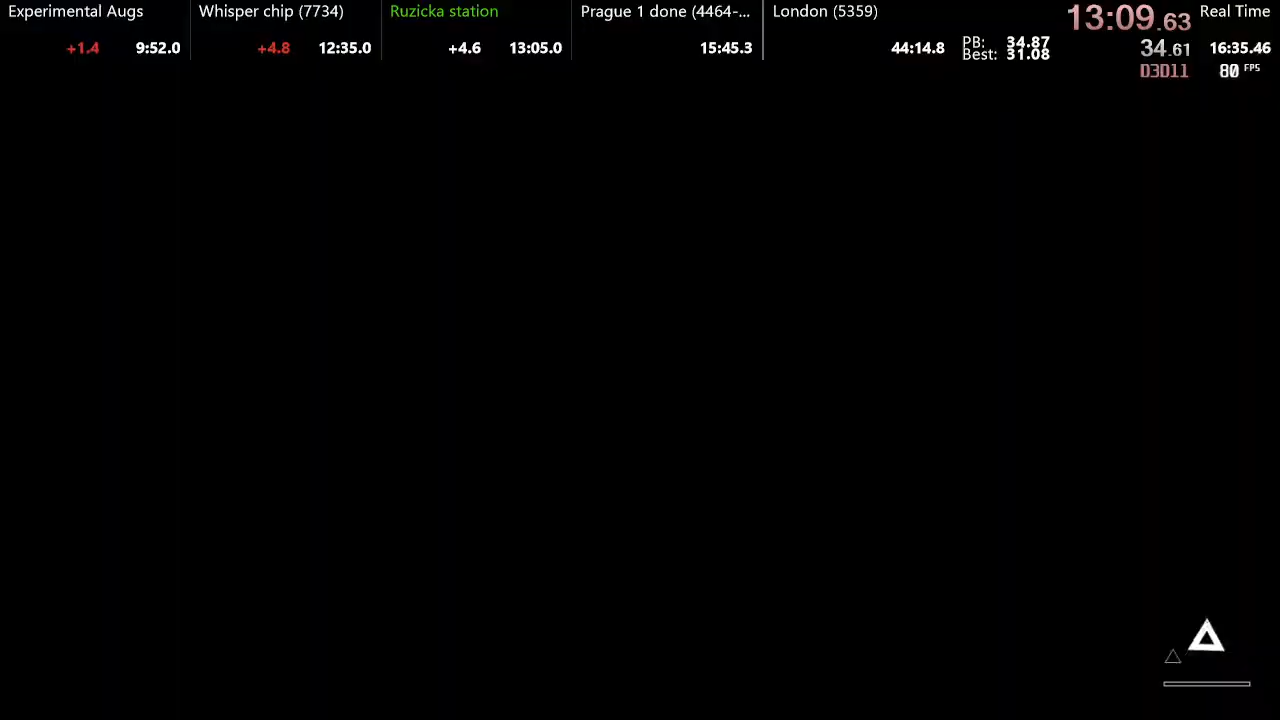 Experimental Augs
+1.4 9:52.0
Whisper chip (7734)
+4.8 12:35.0
Ruzicka station
+4.6 13:05.0
Prague 1 done (4464-...
15:45.3
London (5359)
44:14.8
PB: 34.87
Best: 31.08
13:09.63
34.61
Real Time
16:35.46
D3D11 80 FPS